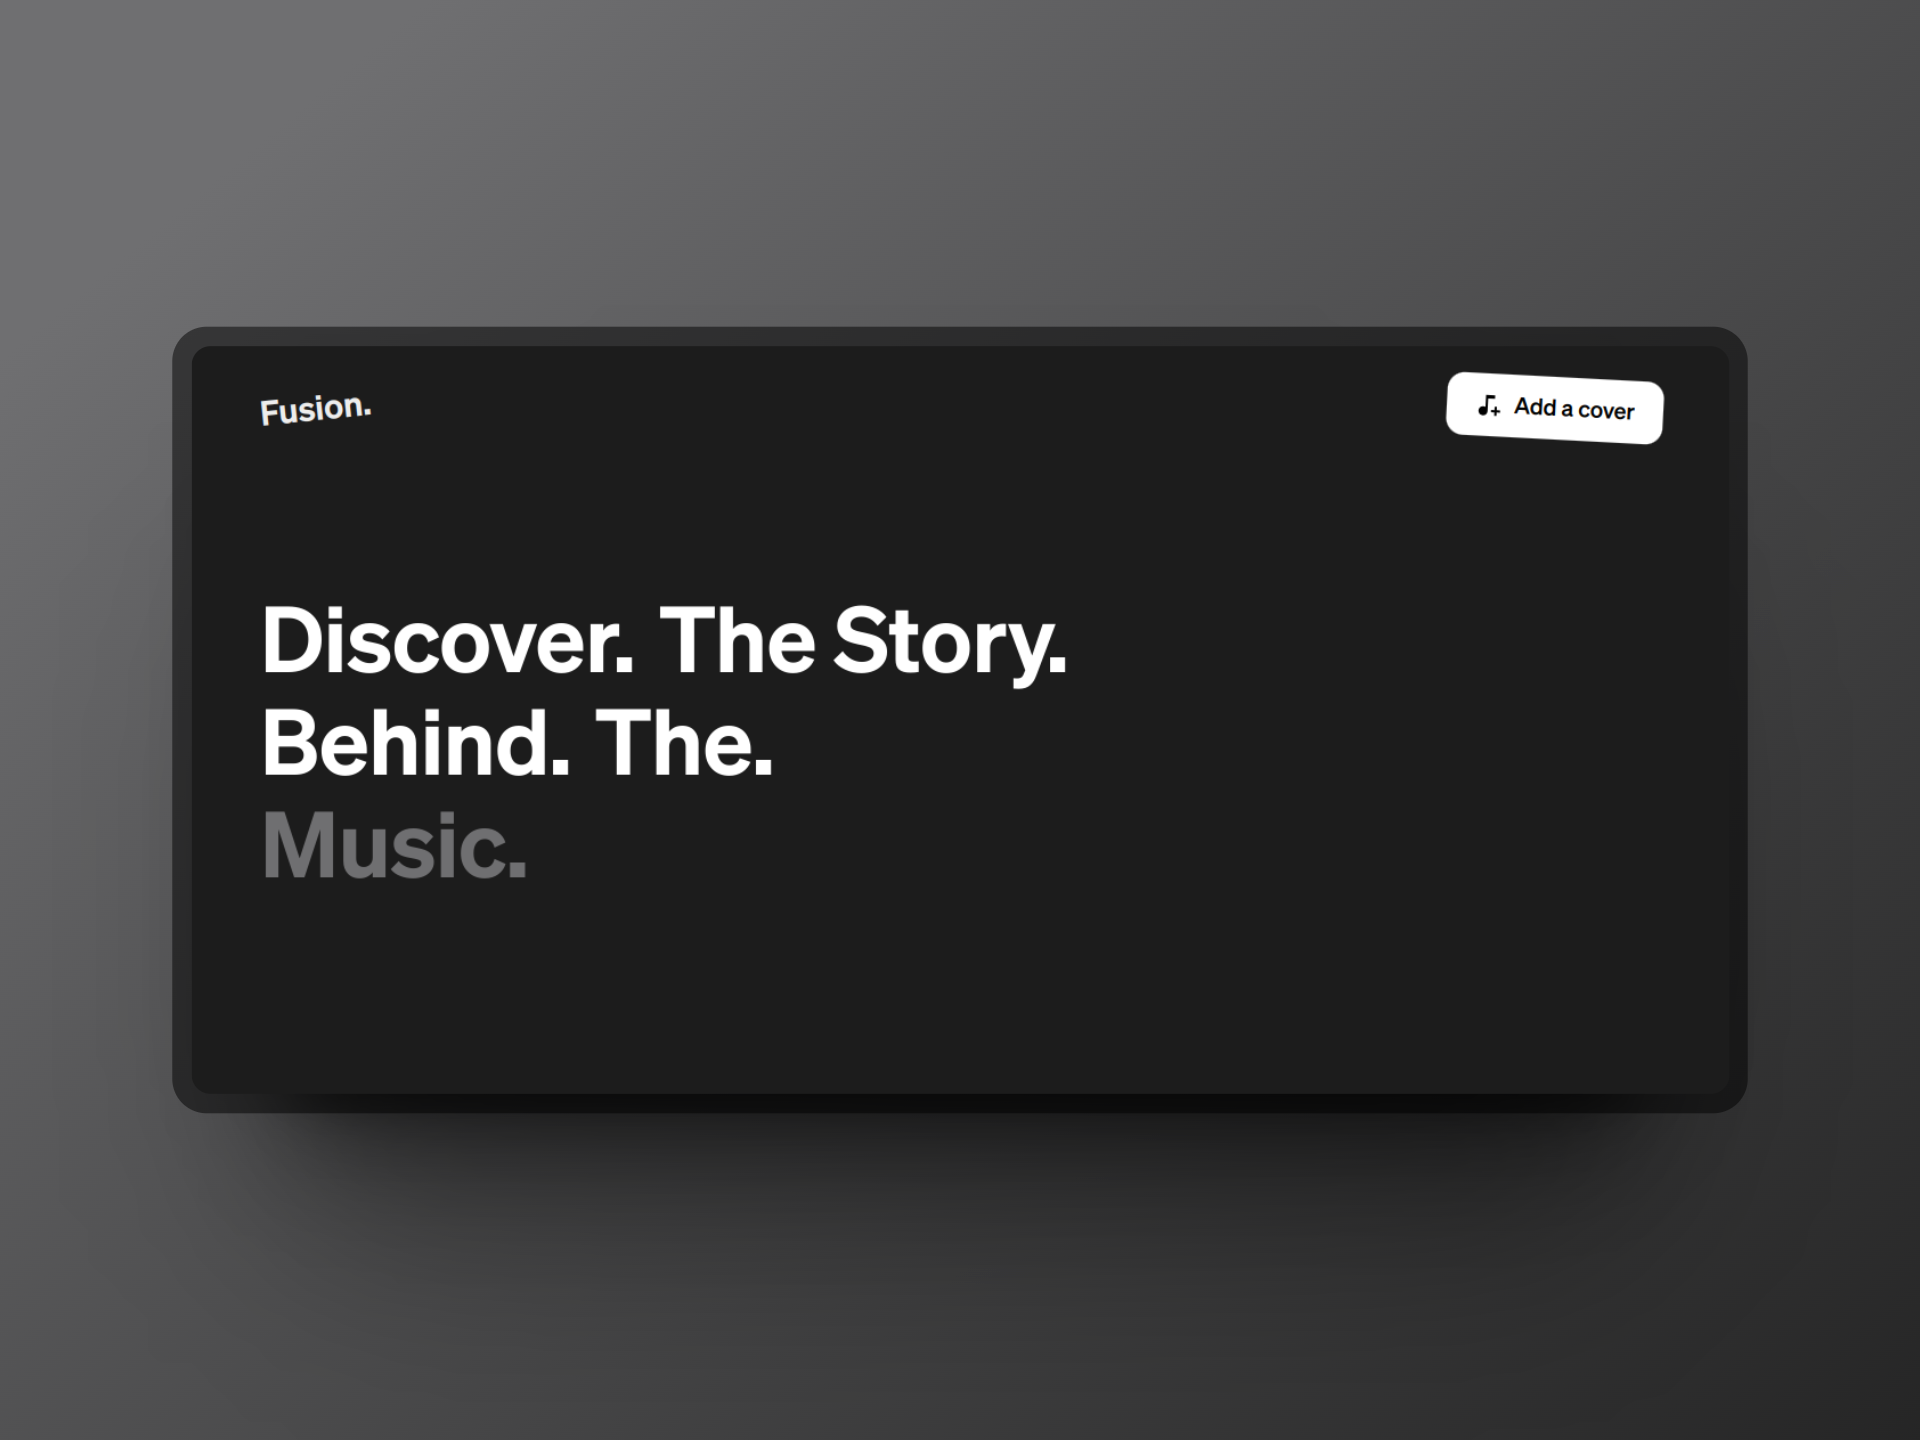 Fusion.
Add a cover
Discover. The Story.
Behind. The.
Music.